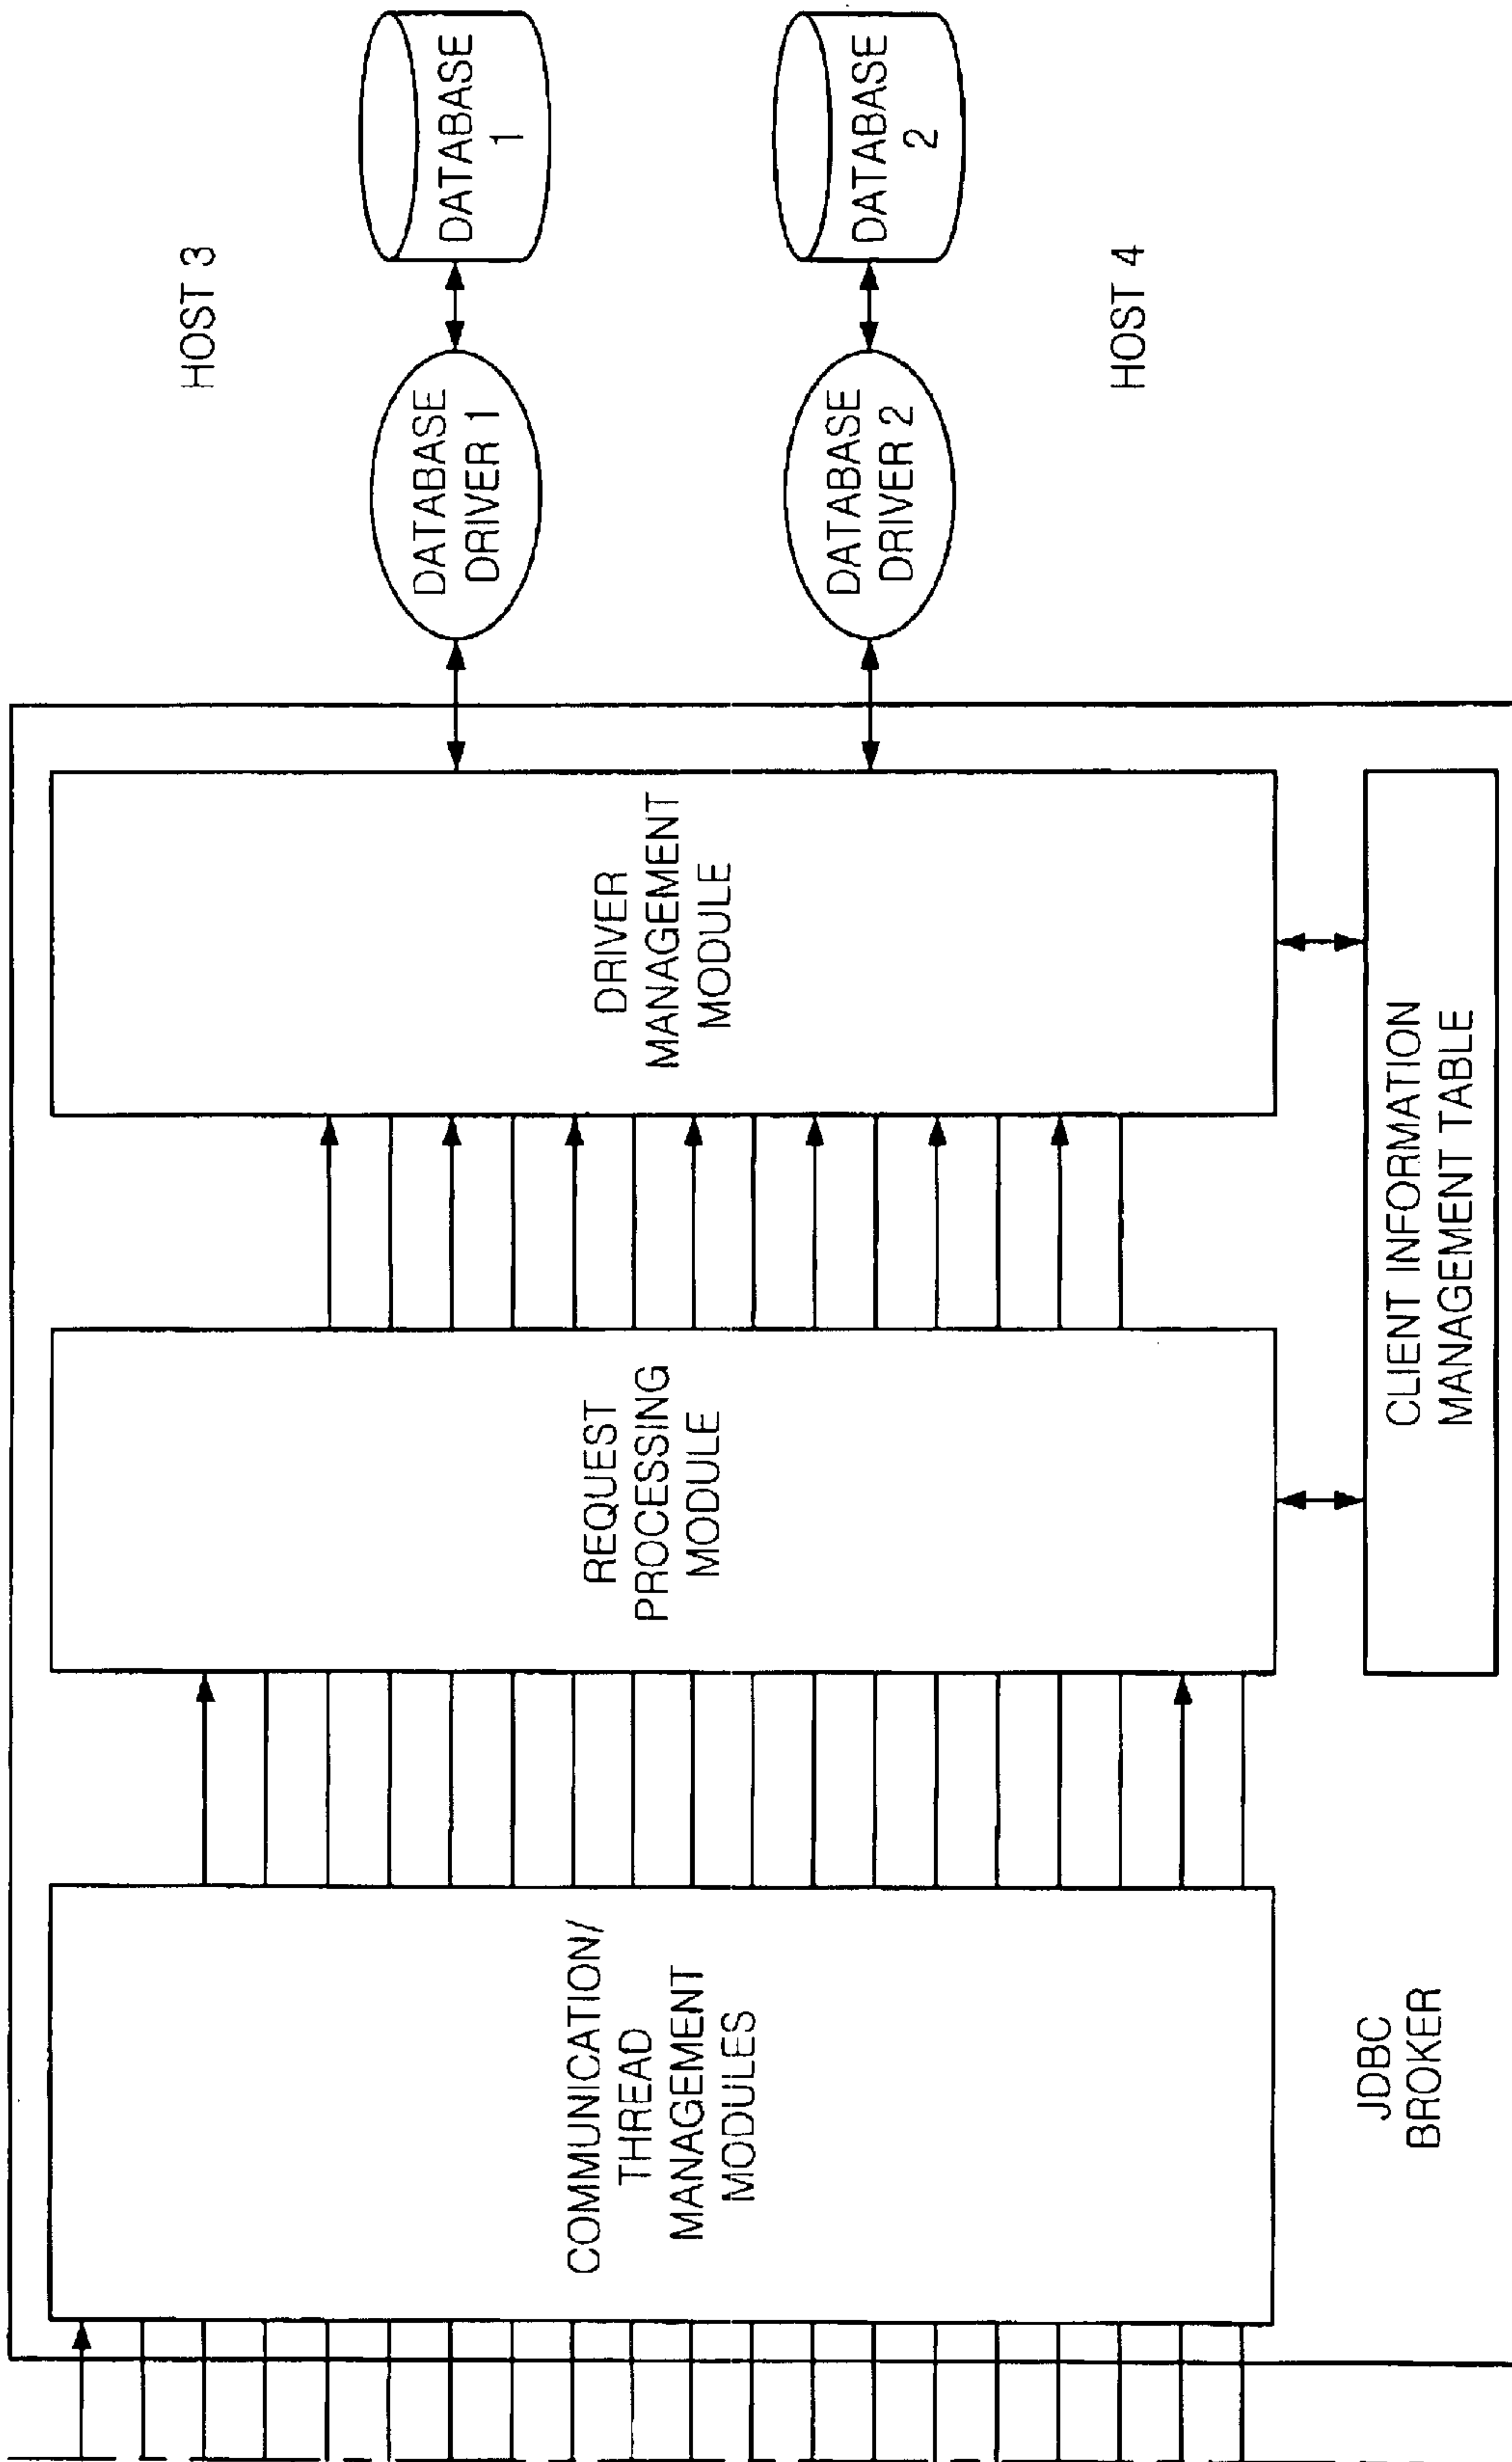 COMMUNICATION/
THREAD
MANAGEMENT
MODULES
REQUEST
PROCESSING
MODULE
DRIVER
MANAGEMENT
MODULE
HOST 3
DATABASE
DRIVER 1
DATABASE
1
DATABASE
DRIVER 2
DATABASE
2
HOST 4
JDBC
BROKER
CLIENT INFORMATION
MANAGEMENT TABLE